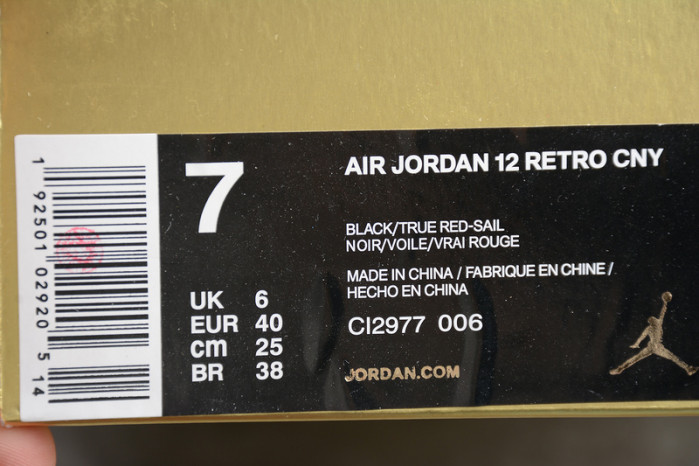 1 92501 02920 5 14
7
UK 6
EUR 40
cm 25
BR 38
AIR JORDAN 12 RETRO CNY
BLACK/TRUE RED-SAIL
NOIR/VOILE/VRAI ROUGE
MADE IN CHINA / FABRIQUE EN CHINE /
HECHO EN CHINA
CI2977 006
JORDAN.COM